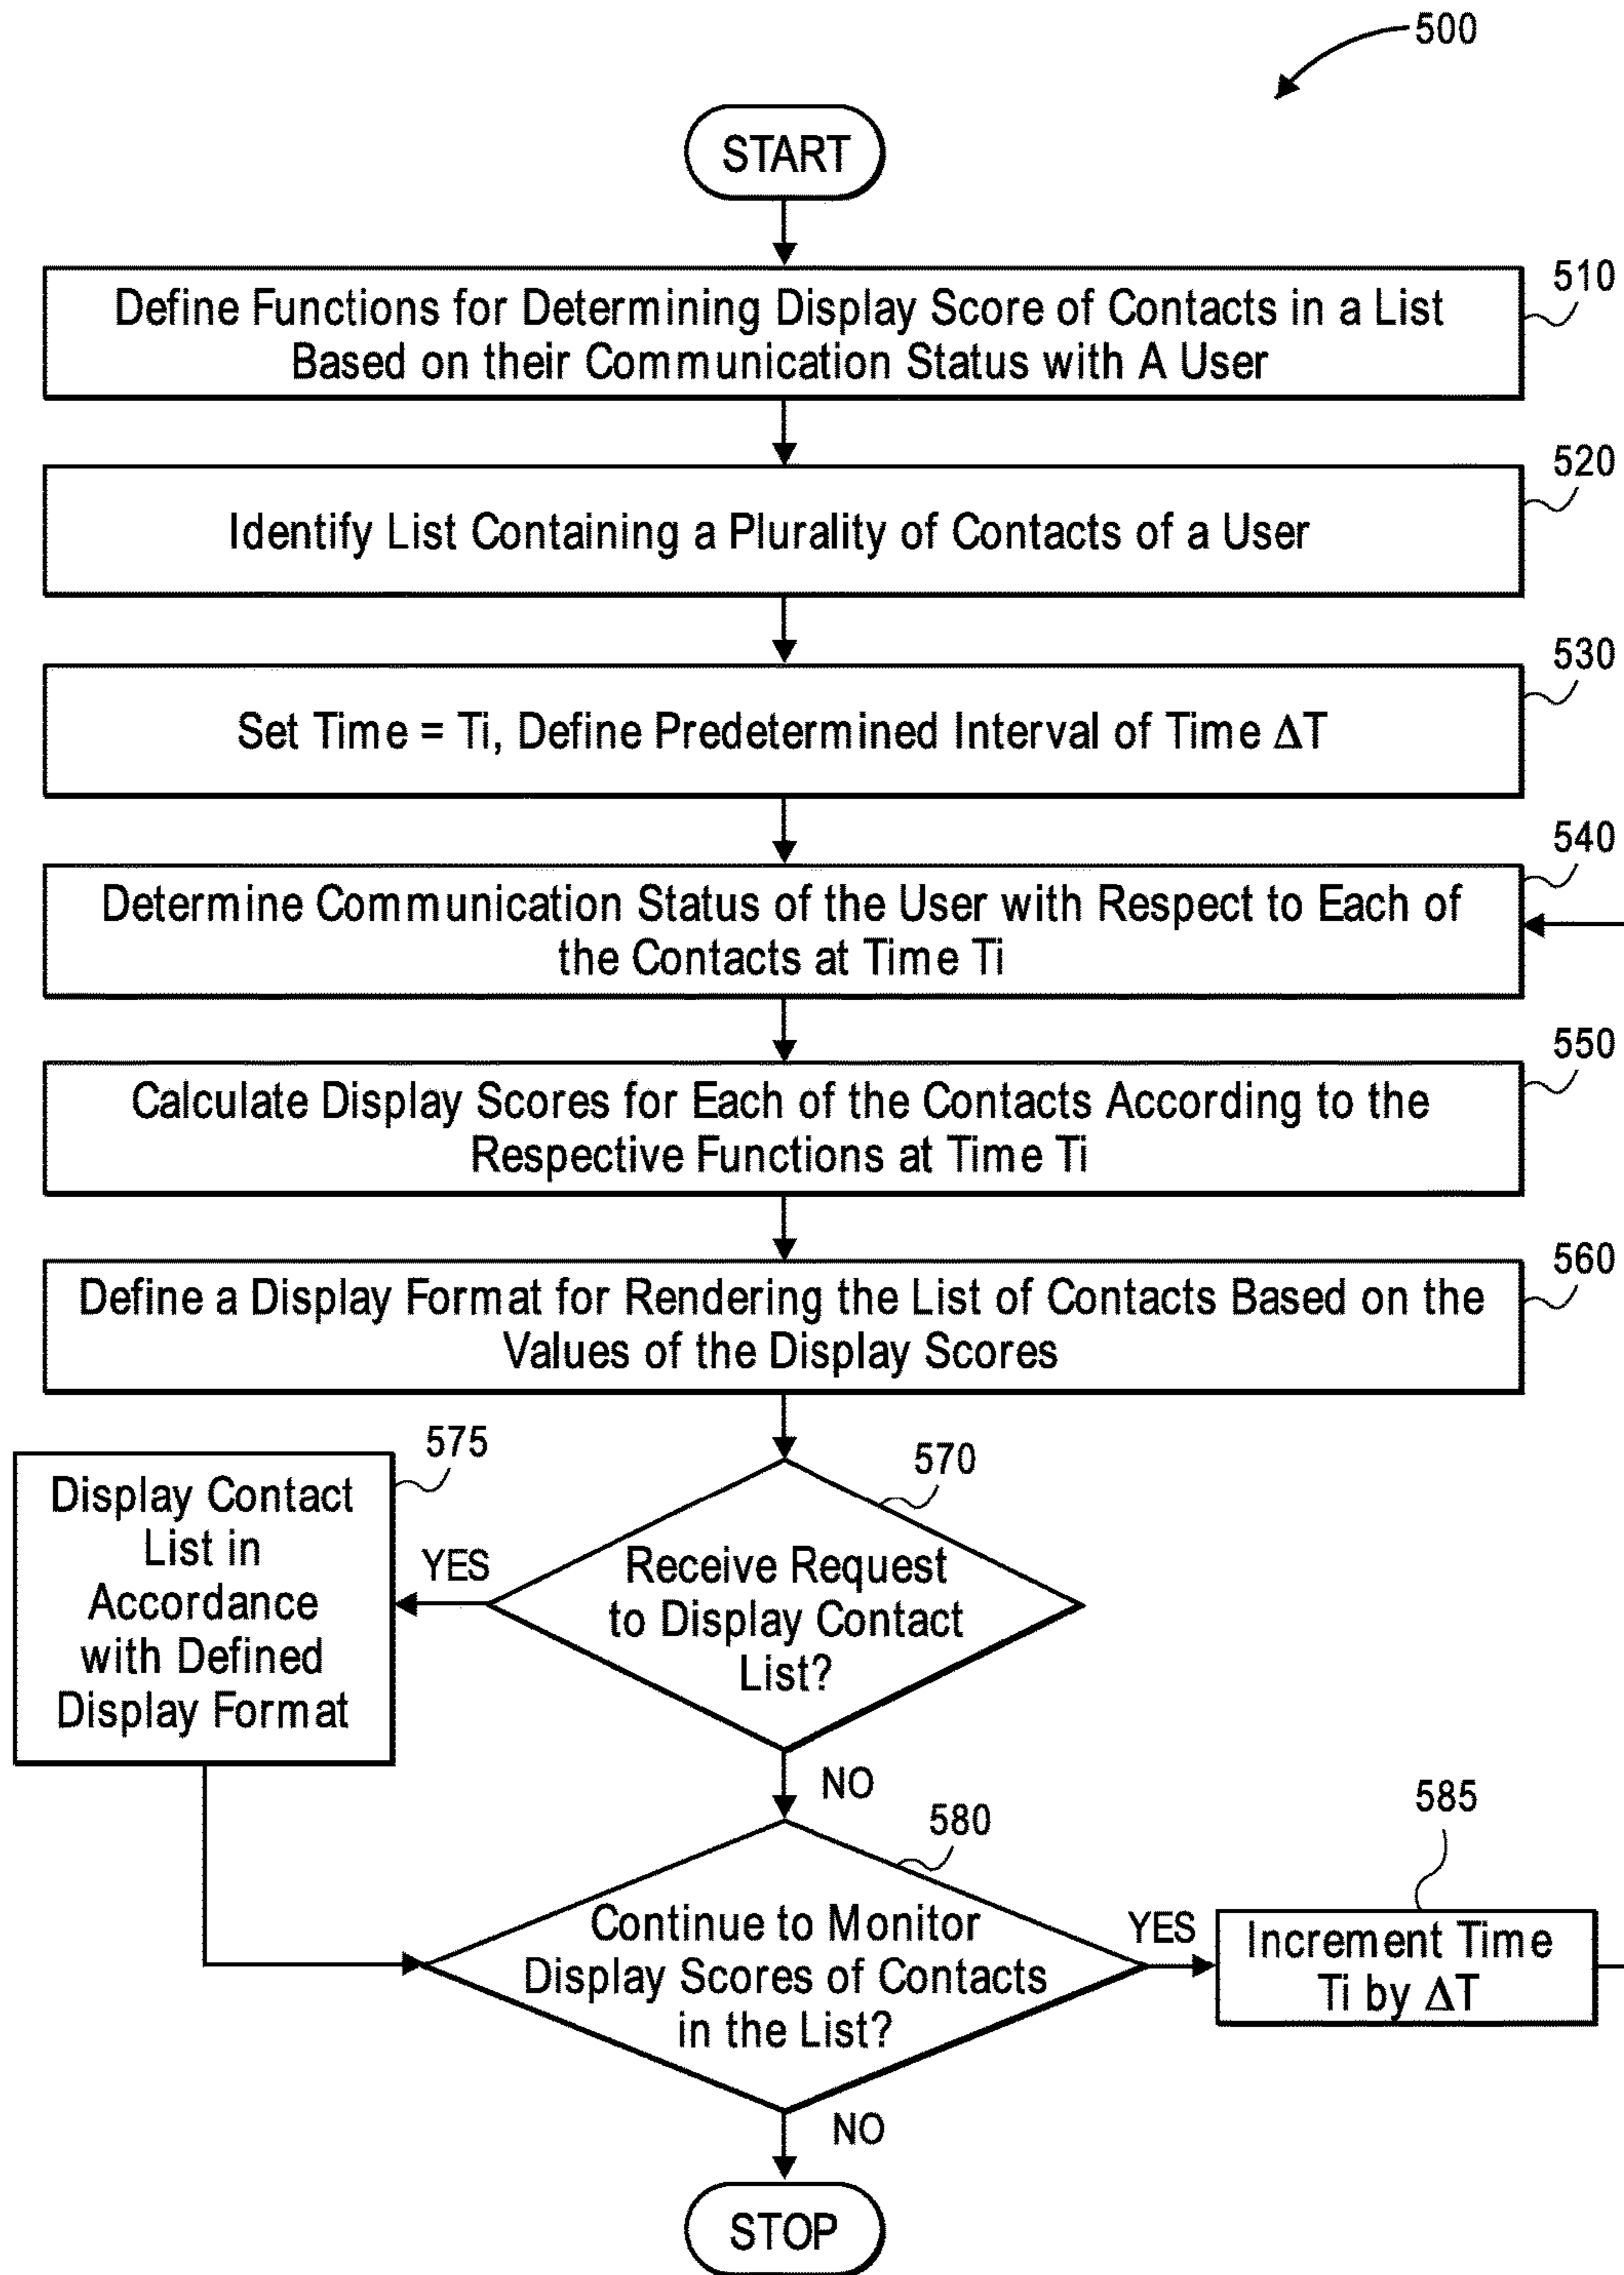 500
START
510
Define Functions for Determining Display Score of Contacts in a List
Based on their Communication Status with A User
520
Identify List Containing a Plurality of Contacts of a User
530
Set Time = Ti, Define Predetermined Interval of Time ΔT
540
Determine Communication Status of the User with Respect to Each of
the Contacts at Time Ti
550
Calculate Display Scores for Each of the Contacts According to the
Respective Functions at Time Ti
560
Define a Display Format for Rendering the List of Contacts Based on the
Values of the Display Scores
570
Receive Request
to Display Contact
List?
YES
575
Display Contact
List in
Accordance
with Defined
Display Format
NO
580
Continue to Monitor
Display Scores of Contacts
in the List?
YES
585
Increment Time
Ti by ΔT
NO
STOP